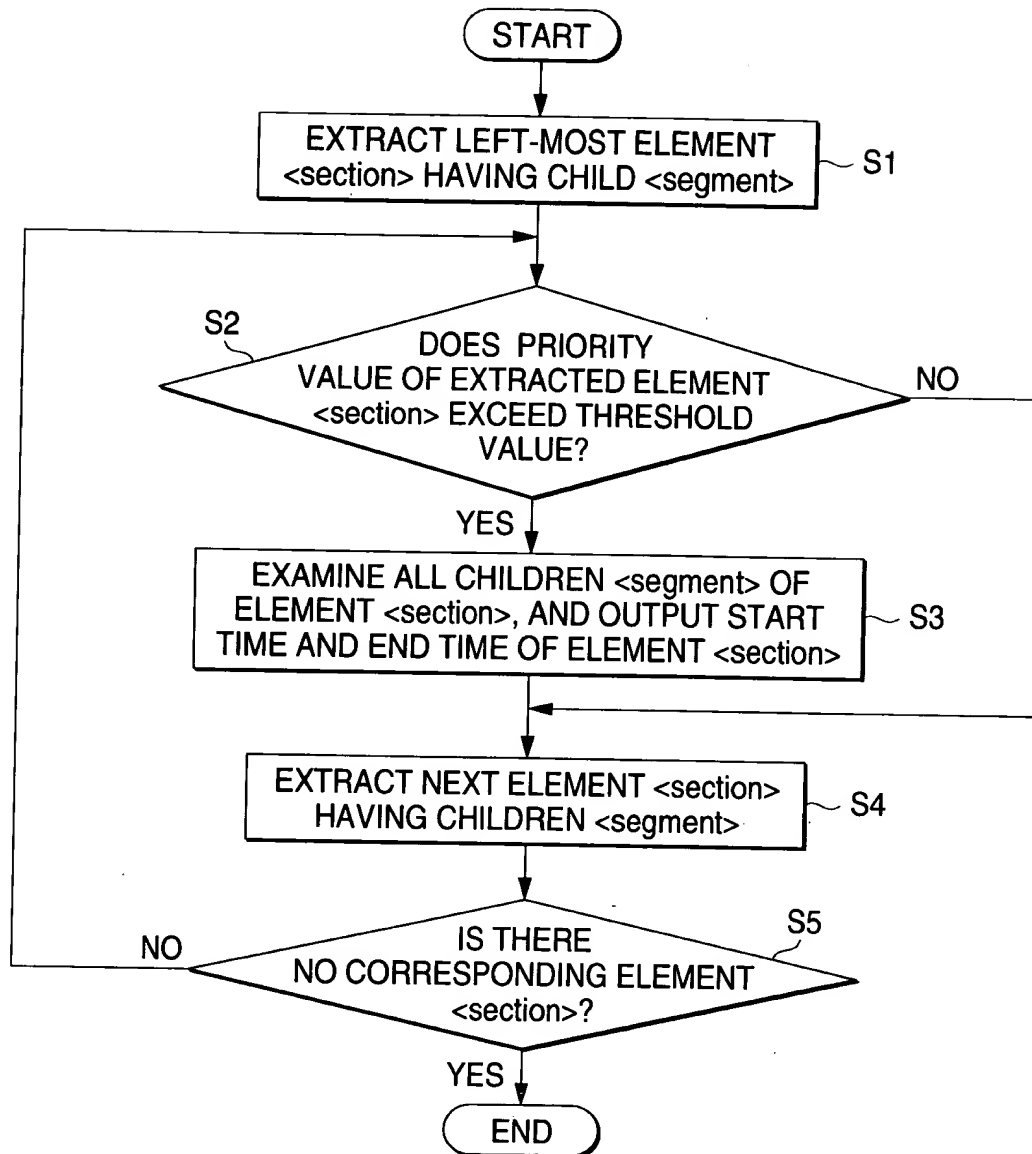 START
EXTRACT LEFT-MOST ELEMENT
<section> HAVING CHILD <segment>
S1
S2
DOES PRIORITY
VALUE OF EXTRACTED ELEMENT
<section> EXCEED THRESHOLD
VALUE?
NO
YES
EXAMINE ALL CHILDREN <segment> OF
ELEMENT <section>, AND OUTPUT START
TIME AND END TIME OF ELEMENT <section>
S3
EXTRACT NEXT ELEMENT <section>
HAVING CHILDREN <segment>
S4
S5
IS THERE
NO CORRESPONDING ELEMENT
<section>?
NO
YES
END